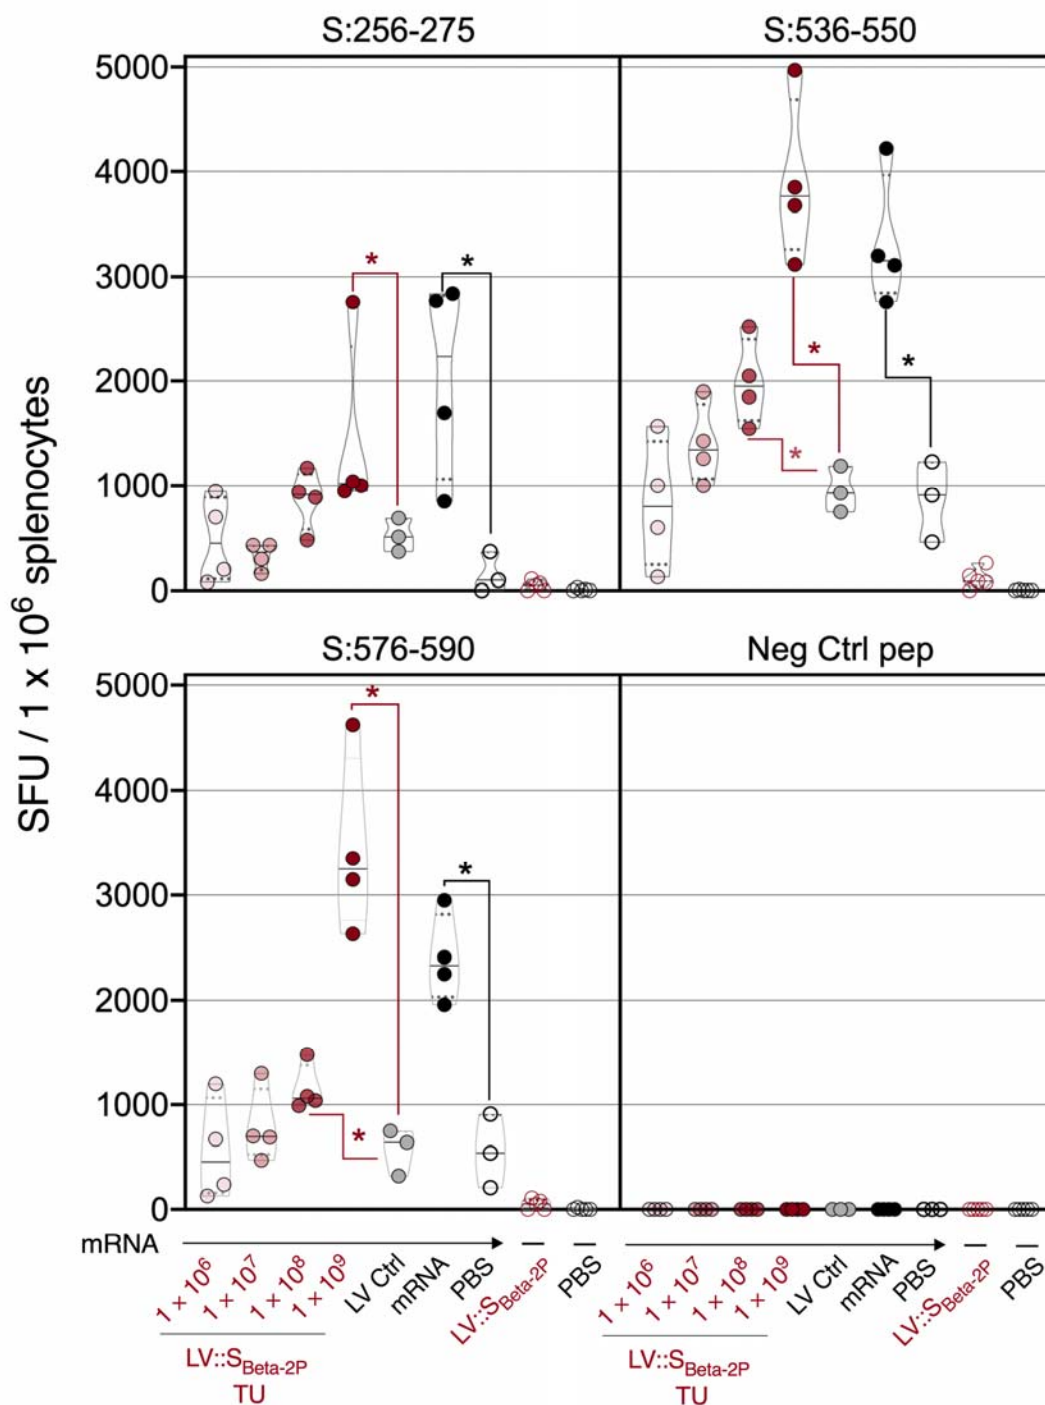 S:256-275 S:536-550
SFU / 1 x 10⁶ splenocytes
5000
4000
3000
2000
1000
0
* *
* * *
S:576-590 Neg Ctrl pep
5000
4000
3000
2000
1000
0
* * *
mRNA
1 × 10⁶ 1 × 10⁷ 1 × 10⁸ 1 × 10⁹ LV Ctrl mRNA PBS LV::S_Beta-2P PBS 1 × 10⁶ 1 × 10⁷ 1 × 10⁸ 1 × 10⁹ LV Ctrl mRNA PBS LV::S_Beta-2P PBS
LV::S_Beta-2P LV::S_Beta-2P
TU TU